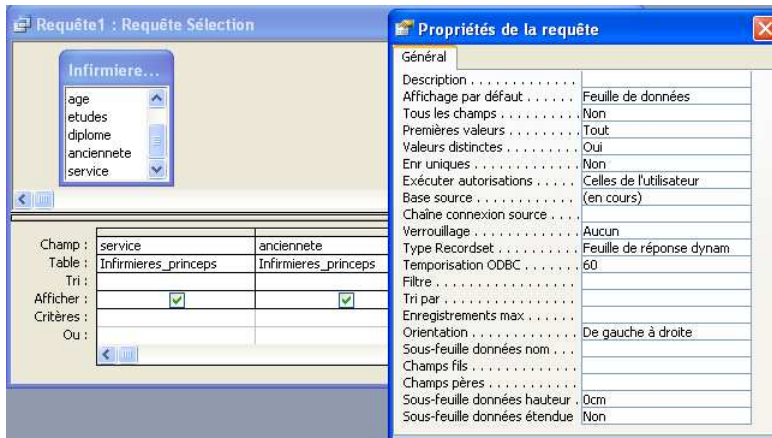 Requête1 : Requête Sélection
Infirmiere...
age
etudes
diplome
anciennete
service
Champ : service anciennete
Table : Infirmieres_princeps Infirmieres_princeps
Tri :
Afficher :
Critères :
Ou :
Propriétés de la requête
Général
Description . . . . . . . . . . . . .
Affichage par défaut . . . . . . Feuille de données
Tous les champs . . . . . . . . . . Non
Premières valeurs . . . . . . . . . Tout
Valeurs distinctes . . . . . . . . . Oui
Enr uniques . . . . . . . . . . . . . Non
Exécuter autorisations . . . . . Celles de l'utilisateur
Base source . . . . . . . . . . . . (en cours)
Chaîne connexion source . . . .
Verrouillage . . . . . . . . . . . . Aucun
Type Recordset . . . . . . . . . . Feuille de réponse dynam
Temporisation ODBC . . . . . . . 60
Filtre . . . . . . . . . . . . . . . . .
Tri par . . . . . . . . . . . . . . . .
Enregistrements max . . . . . .
Orientation . . . . . . . . . . . . . De gauche à droite
Sous-feuille données nom . . .
Champs fils . . . . . . . . . . . . .
Champs pères . . . . . . . . . . .
Sous-feuille données hauteur . 0cm
Sous-feuille données étendue Non